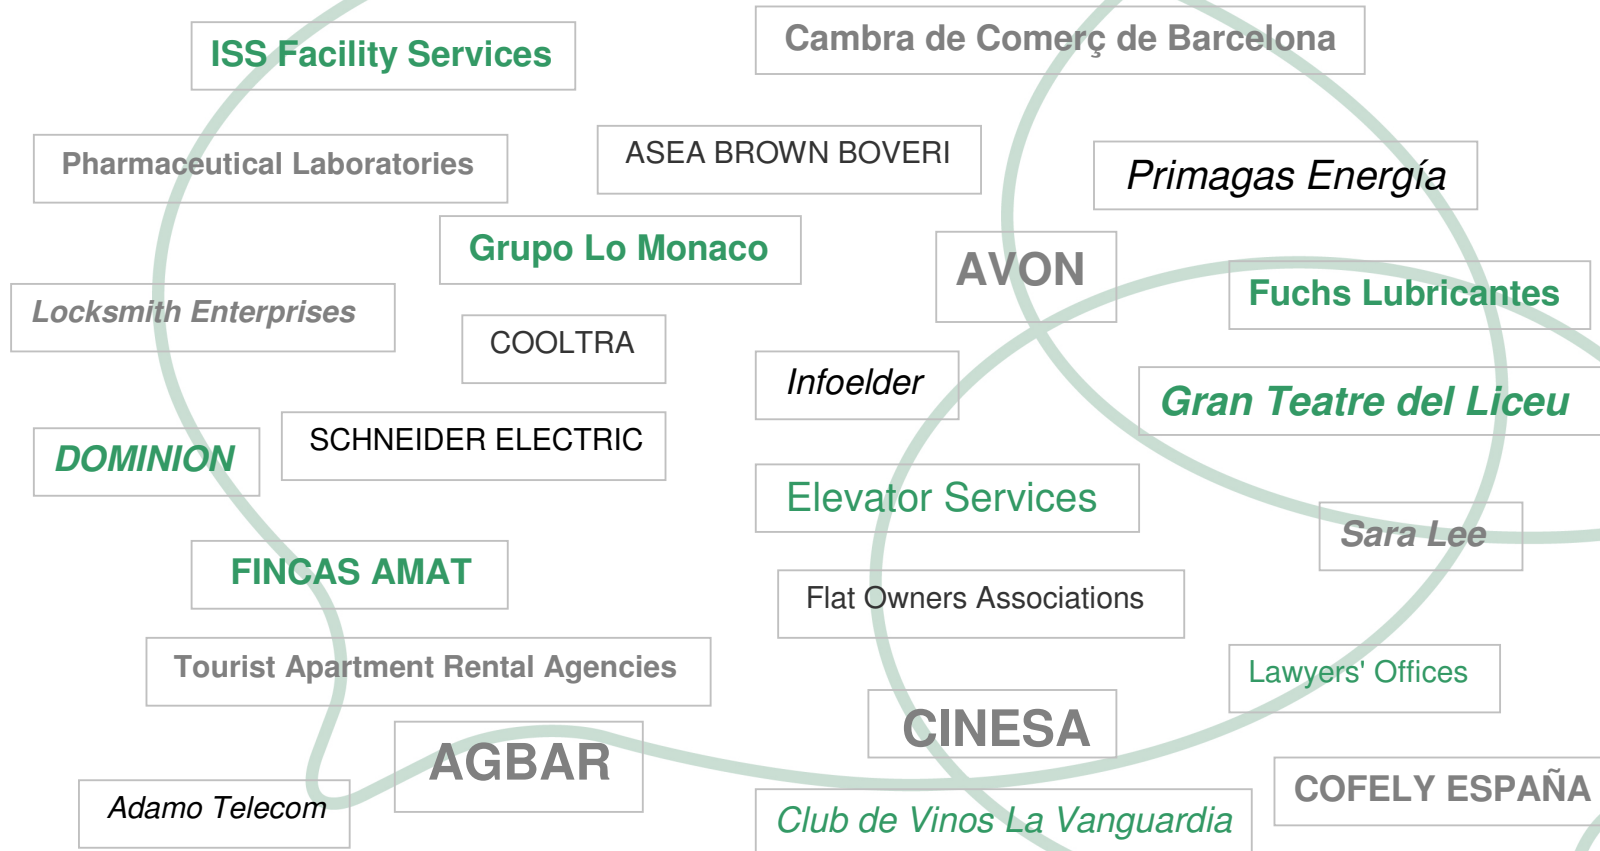 ISS Facility Services
Cambra de Comerç de Barcelona
Pharmaceutical Laboratories
ASEA BROWN BOVERI
Primagas Energía
Grupo Lo Monaco
AVON
Fuchs Lubricantes
Locksmith Enterprises
COOLTRA
Infoelder
Gran Teatre del Liceu
DOMINION
SCHNEIDER ELECTRIC
Elevator Services
Sara Lee
FINCAS AMAT
Flat Owners Associations
Tourist Apartment Rental Agencies
Lawyers' Offices
CINESA
AGBAR
COFELY ESPAÑA
Adamo Telecom
Club de Vinos La Vanguardia